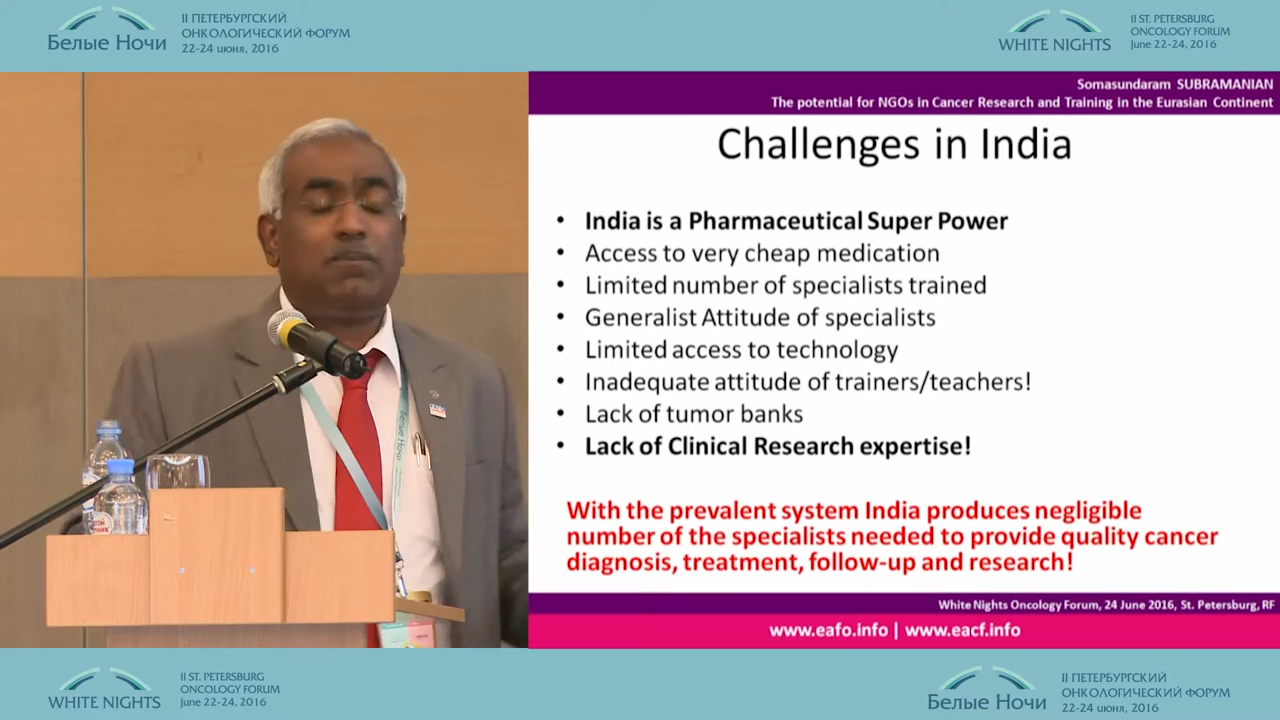 Белые Ночи
II ПЕТЕРБУРГСКИЙ
ОНКОЛОГИЧЕСКИЙ ФОРУМ
22-24 июня, 2016
WHITE NIGHTS
II ST. PETERSBURG
ONCOLOGY FORUM
June 22-24, 2016
Somasundaram SUBRAMANIAN
The potential for NGOs in Cancer Research and Training in the Eurasian Continent
Challenges in India
• India is a Pharmaceutical Super Power
• Access to very cheap medication
• Limited number of specialists trained
• Generalist Attitude of specialists
• Limited access to technology
• Inadequate attitude of trainers/teachers!
• Lack of tumor banks
• Lack of Clinical Research expertise!
With the prevalent system India produces negligible
number of the specialists needed to provide quality cancer
diagnosis, treatment, follow-up and research!
White Nights Oncology Forum, 24 June 2016, St. Petersburg, RF
www.eafo.info | www.eacf.info
Белые Ночи
WHITE NIGHTS
II ST. PETERSBURG
ONCOLOGY FORUM
June 22-24, 2016
Белые Ночи
II ПЕТЕРБУРГСКИЙ
ОНКОЛОГИЧЕСКИЙ ФОРУМ
22-24 июня, 2016